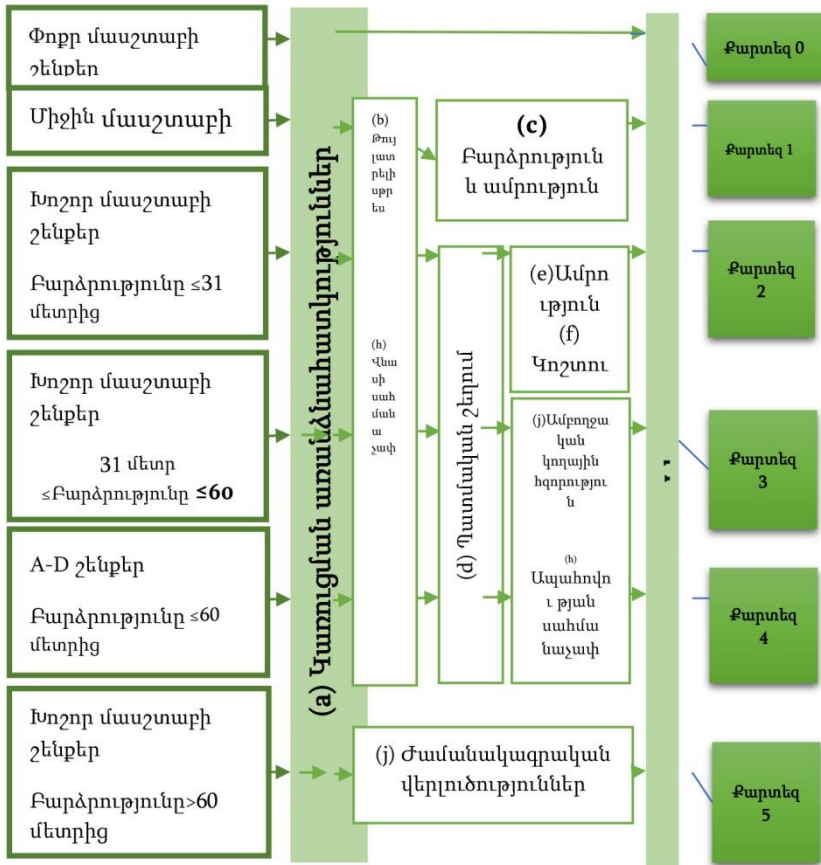 Փոքր մասշտաբի
շենքեր
Միջին մասշտաբի
Խոշոր մասշտաբի
շենքեր
Բարձրությունը ≤31
մետրից
Խոշոր մասշտաբի
շենքեր
31 մետր
≤Բարձրությունը ≤60
A-D շենքեր
Բարձրությունը ≤60
մետրից
Խոշոր մասշտաբի
շենքեր
Բարձրությունը>60
մետրից
(a) Կառուցման առանձնահատկություններ
(b)
Թույ
լատ
րելի
սթր
ես
(h)
Վնա
սի
սահ
ման
ա
չափ
(c)
Բարձրություն
և ամրություն
(d) Պատմական շեղում
(e)Ամրո
ւթյուն
(f)
Կոշտու
(j)Ամբողջա
կան
կողային
հզորությու
ն
(h)
Ապահովո
ւ թյան
սահմա
նաչափ
(j) Ժամանակագրական
վերլուծություններ
Քարտեզ 0
Քարտեզ 1
Քարտեզ
2
Քարտեզ
3
Քարտեզ
4
Քարտեզ
5